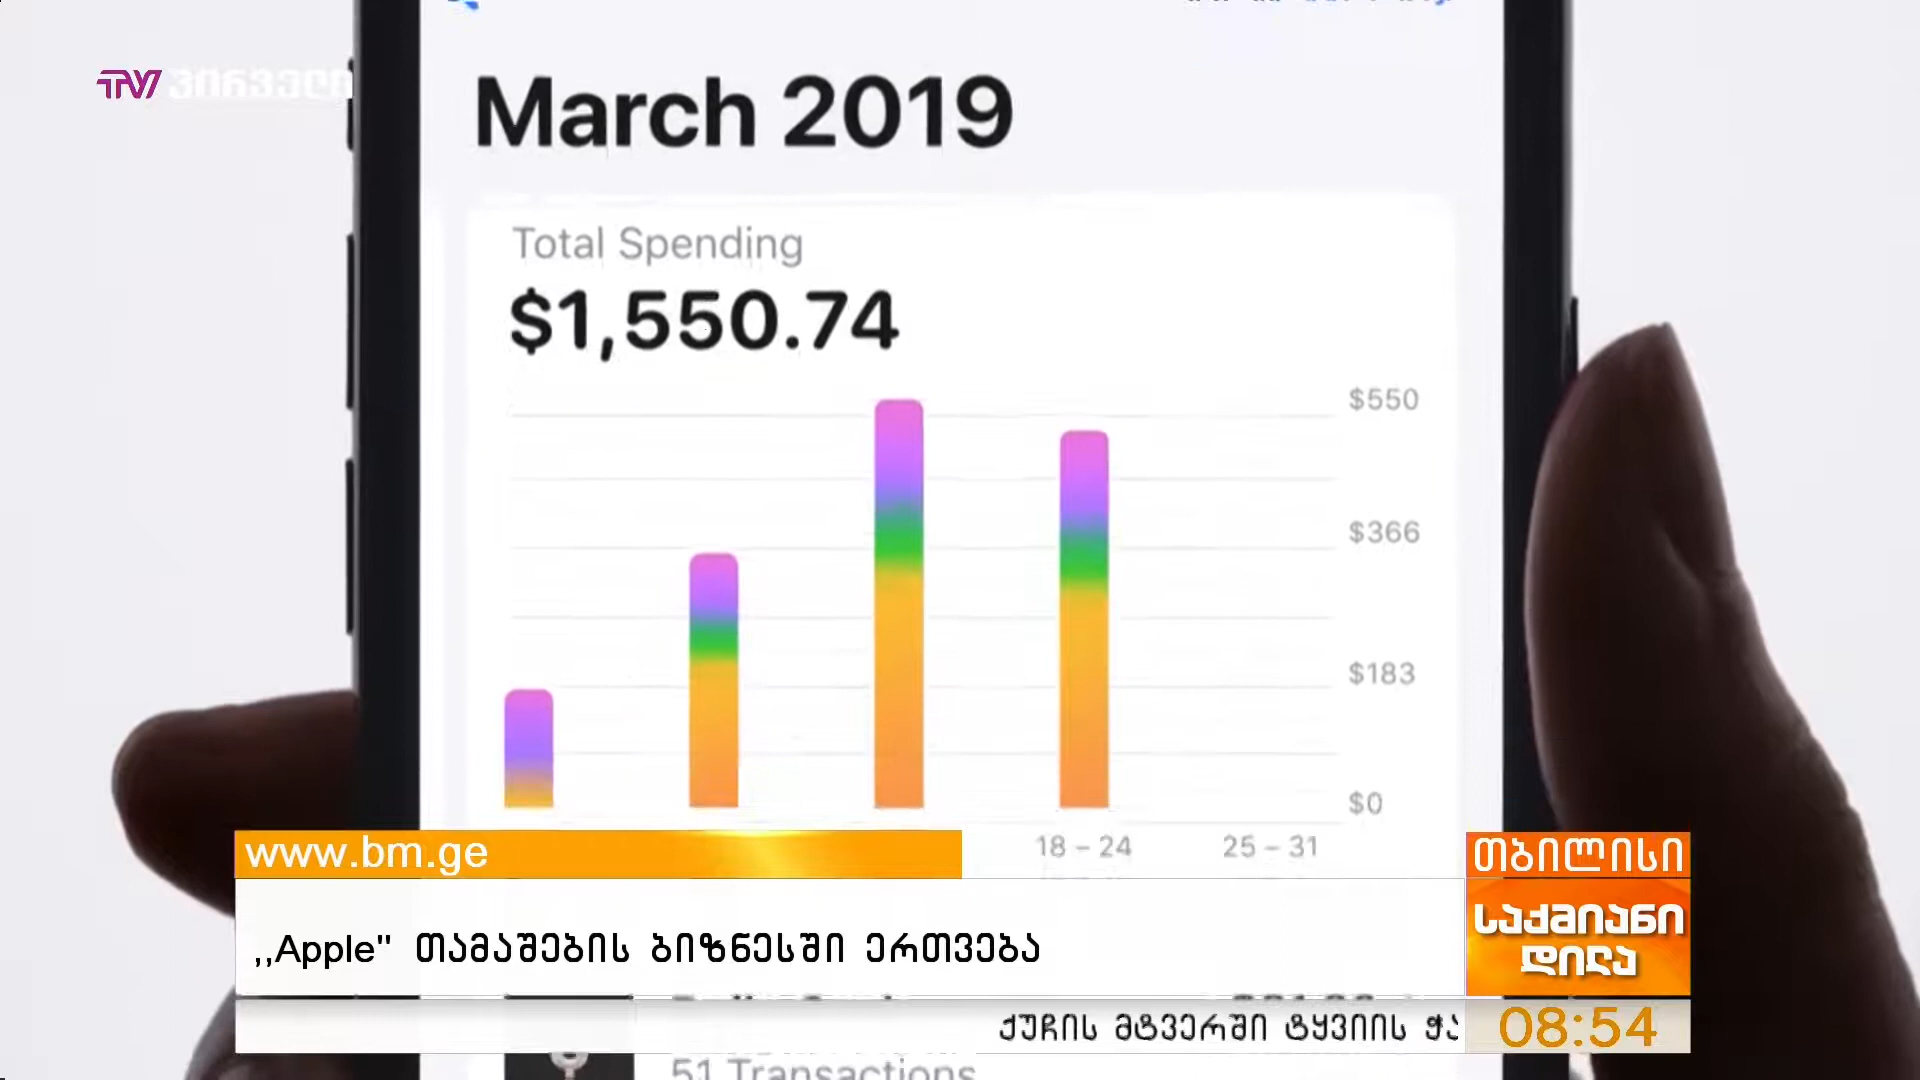 TV პირველი
March 2019
Total Spending
$1,550.74
$550
$366
$183
$0
18 – 24
25 – 31
www.bm.ge
,,Apple" თამაშების ბიზნესში ერთვება
თბილისი
საქმიანი
დილა
ქუჩის მტვერში ტყვიის
08:54
51 Transactions